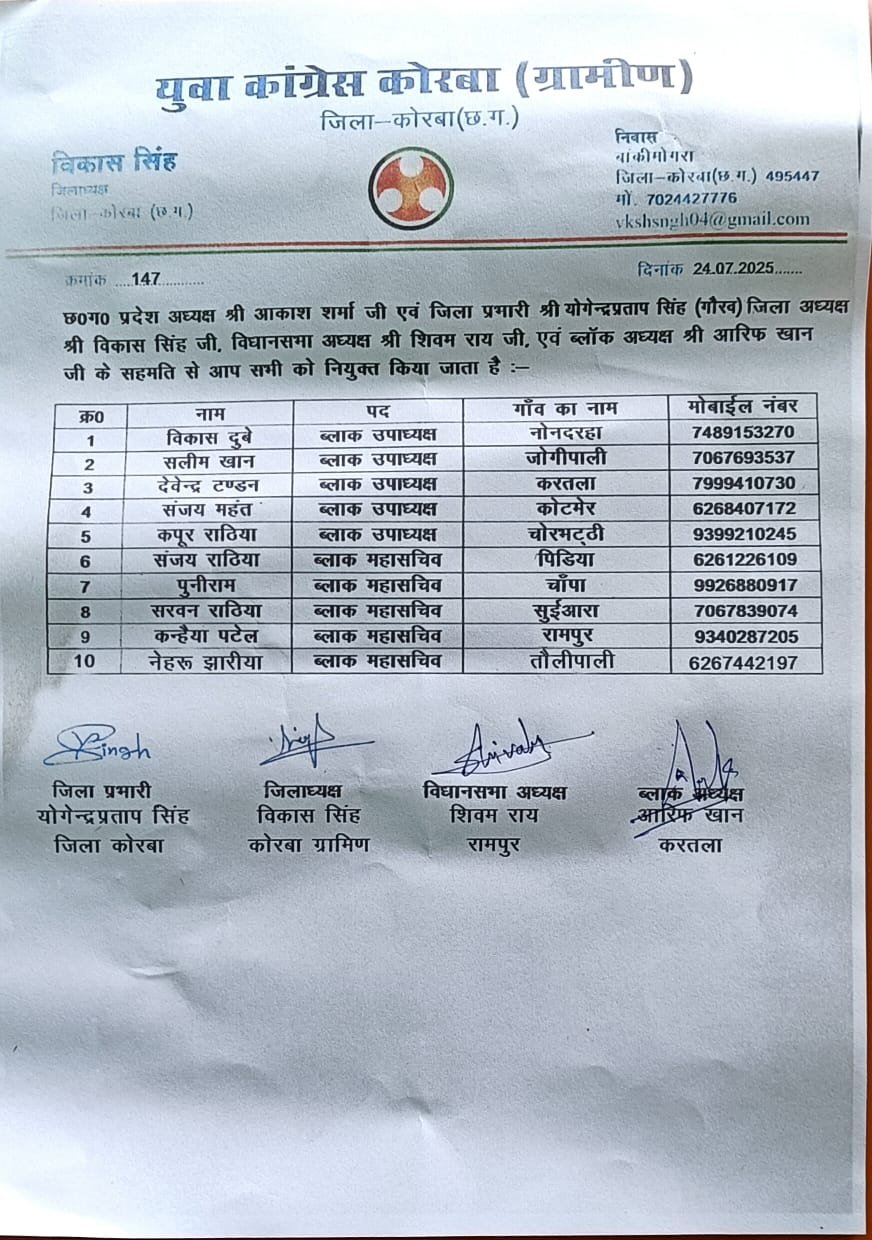 युवा कांग्रेस कोरबा (ग्रामीण)
जिला–कोरबा(छ.ग.)
विकास सिंह
जिलाध्यक्ष
जिला–कोरबा (छ.ग.)
निवास
बांकीमोंगरा
जिला–कोरबा(छ.ग.) 495447
मों. 7024427776
vkshsngh04@gmail.com
क्रमांक ....147............
दिनांक 24.07.2025.......
छ0ग0 प्रदेश अध्यक्ष श्री आकाश शर्मा जी एवं जिला प्रभारी श्री योगेन्द्रप्रताप सिंह (गौरव) जिला अध्यक्ष
श्री विकास सिंह जी, विधानसभा अध्यक्ष श्री शिवम राय जी, एवं ब्लॉक अध्यक्ष श्री आरिफ खान
जी के सहमति से आप सभी को नियुक्त किया जाता है :–
क्र0 नाम पद गाँव का नाम मोबाईल नंबर
1 विकास दुबे ब्लाक उपाध्यक्ष नोनदरहा 7489153270
2 सलीम खान ब्लाक उपाध्यक्ष जोगीपाली 7067693537
3 देवेन्द्र टण्डन ब्लाक उपाध्यक्ष करतला 7999410730
4 संजय महंत ब्लाक उपाध्यक्ष कोटमेर 6268407172
5 कपूर राठिया ब्लाक उपाध्यक्ष चोरभट्ठी 9399210245
6 संजय राठिया ब्लाक महासचिव पिडिया 6261226109
7 पुनीराम ब्लाक महासचिव चाँपा 9926880917
8 सरवन राठिया ब्लाक महासचिव सुईआरा 7067839074
9 कन्हैया पटेल ब्लाक महासचिव रामपुर 9340287205
10 नेहरू झारीया ब्लाक महासचिव तौलीपाली 6267442197
Singh
Shivam
जिला प्रभारी जिलाध्यक्ष विधानसभा अध्यक्ष ब्लाक अध्यक्ष
योगेन्द्रप्रताप सिंह विकास सिंह शिवम राय आरिफ खान
जिला कोरबा कोरबा ग्रामिण रामपुर करतला